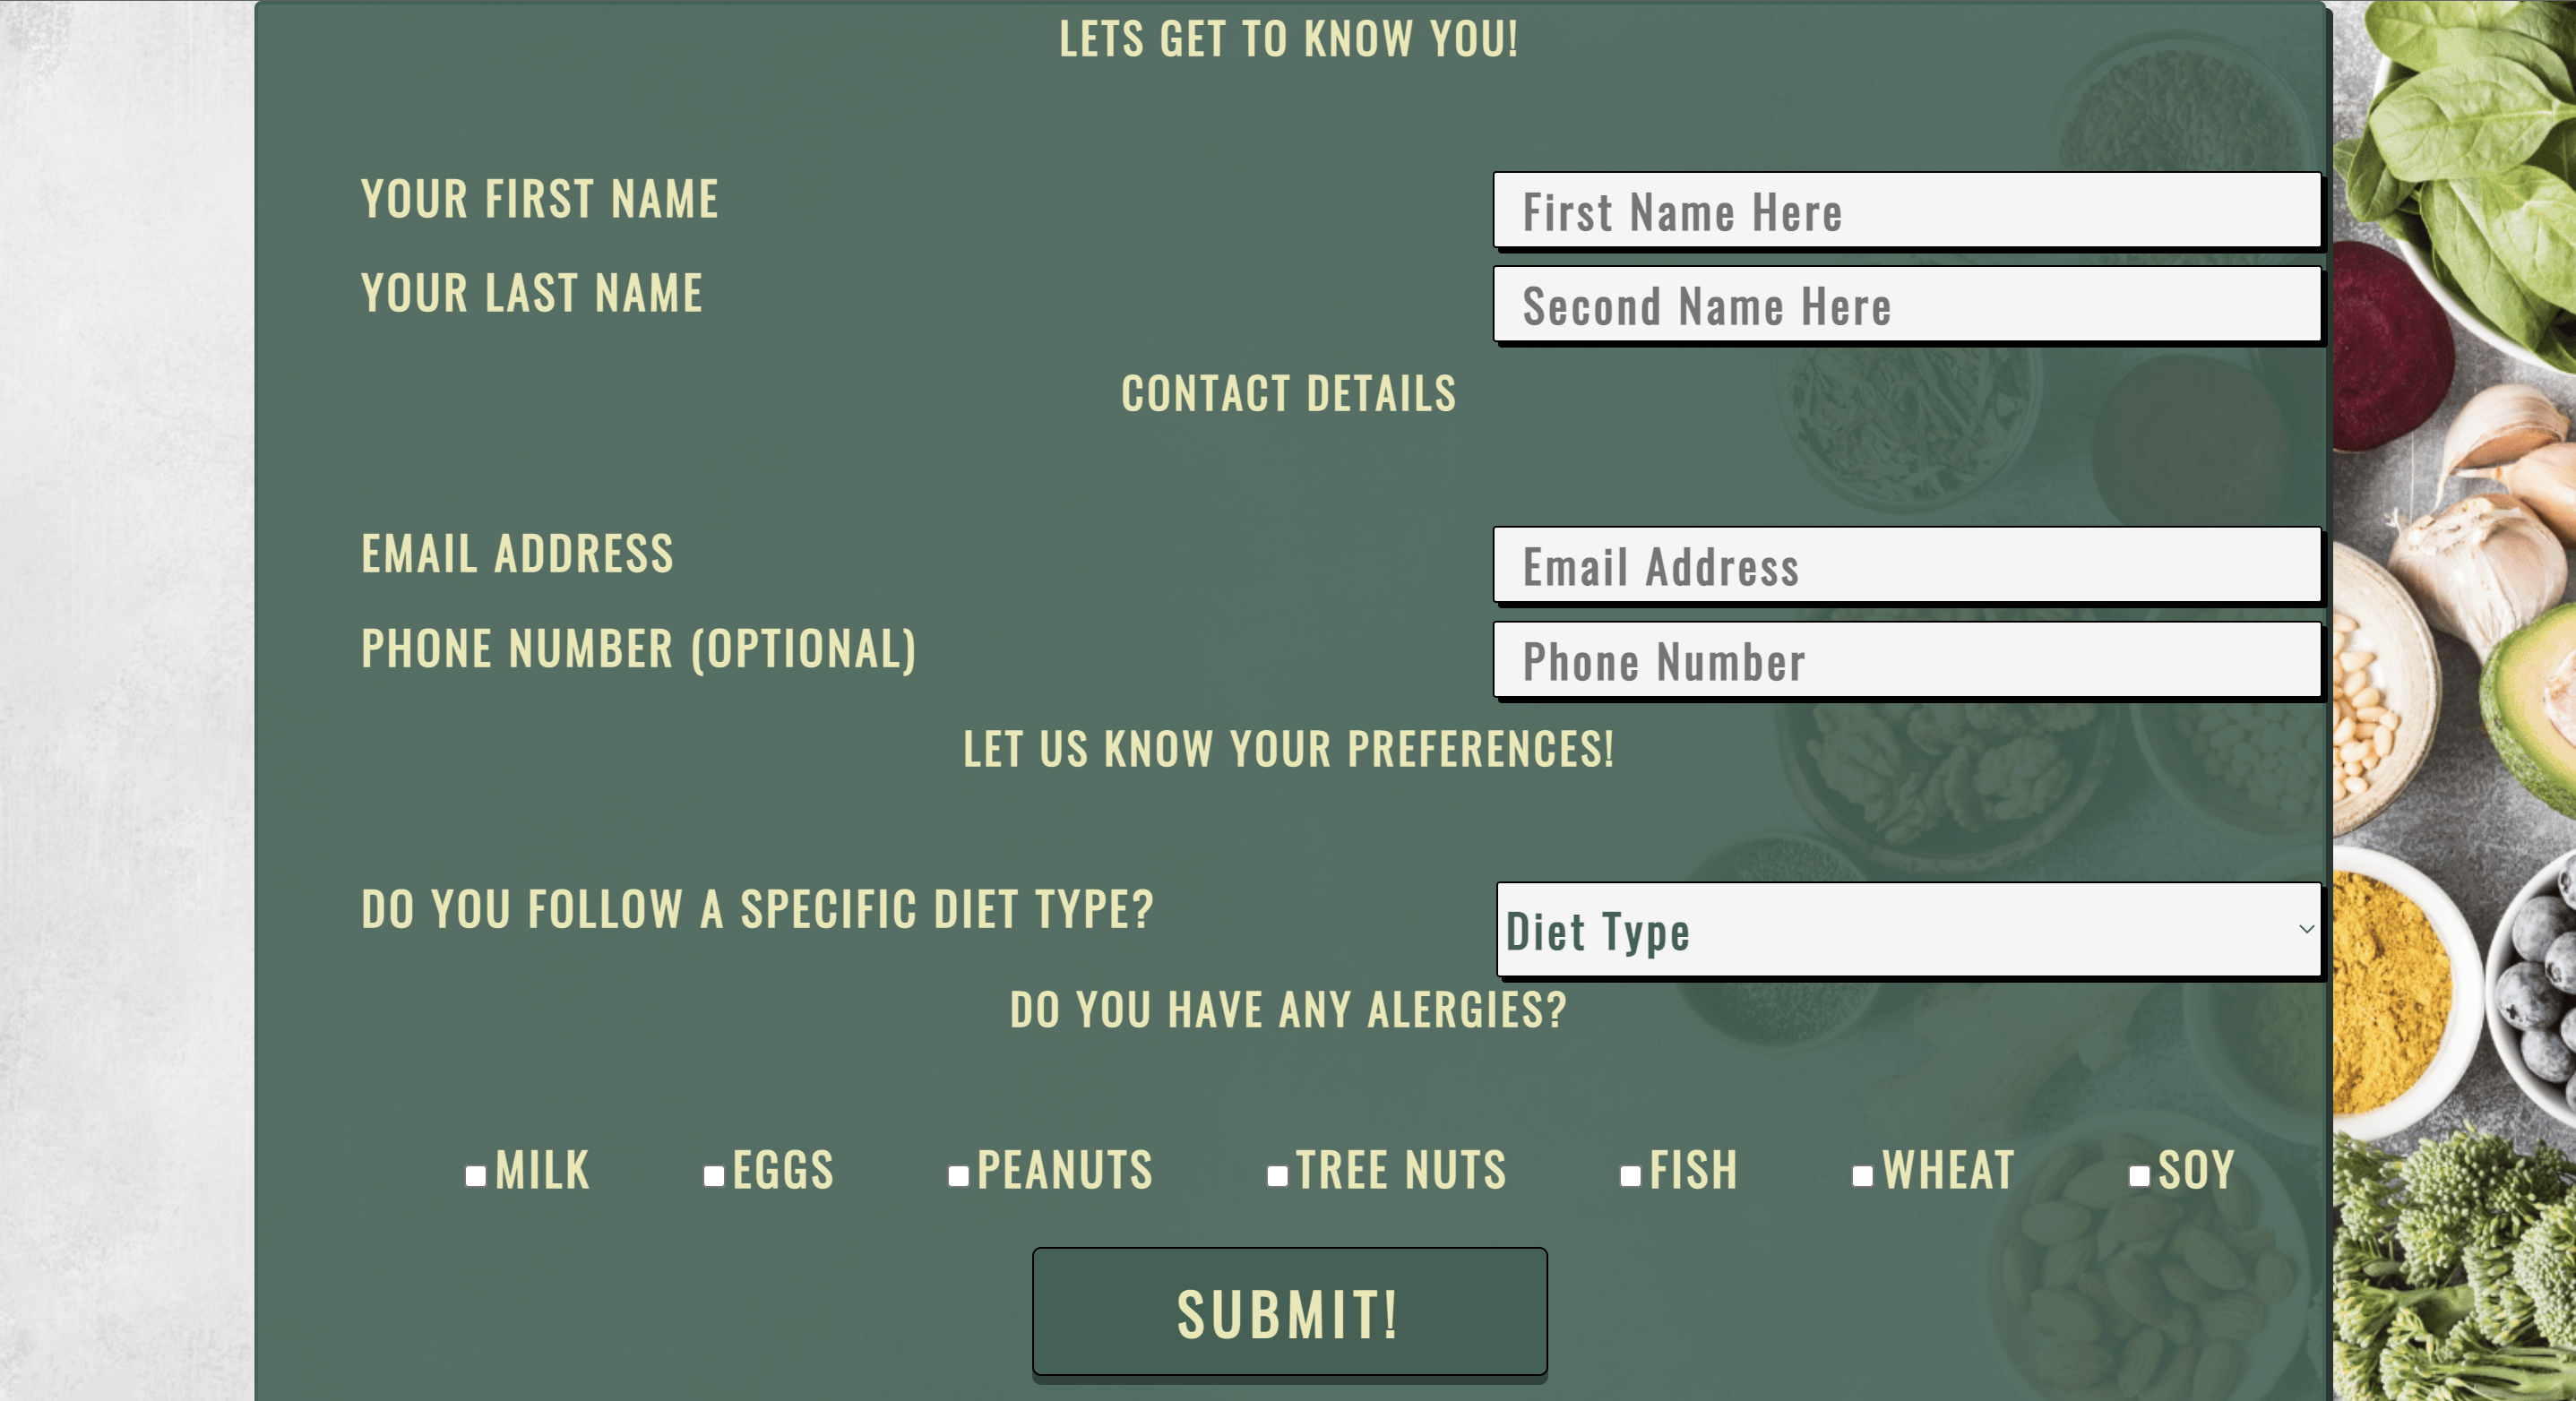 LETS GET TO KNOW YOU!
YOUR FIRST NAME
First Name Here
YOUR LAST NAME
Second Name Here
CONTACT DETAILS
EMAIL ADDRESS
Email Address
PHONE NUMBER (OPTIONAL)
Phone Number
LET US KNOW YOUR PREFERENCES!
DO YOU FOLLOW A SPECIFIC DIET TYPE?
Diet Type
DO YOU HAVE ANY ALERGIES?
MILK EGGS PEANUTS TREE NUTS FISH WHEAT SOY
SUBMIT!